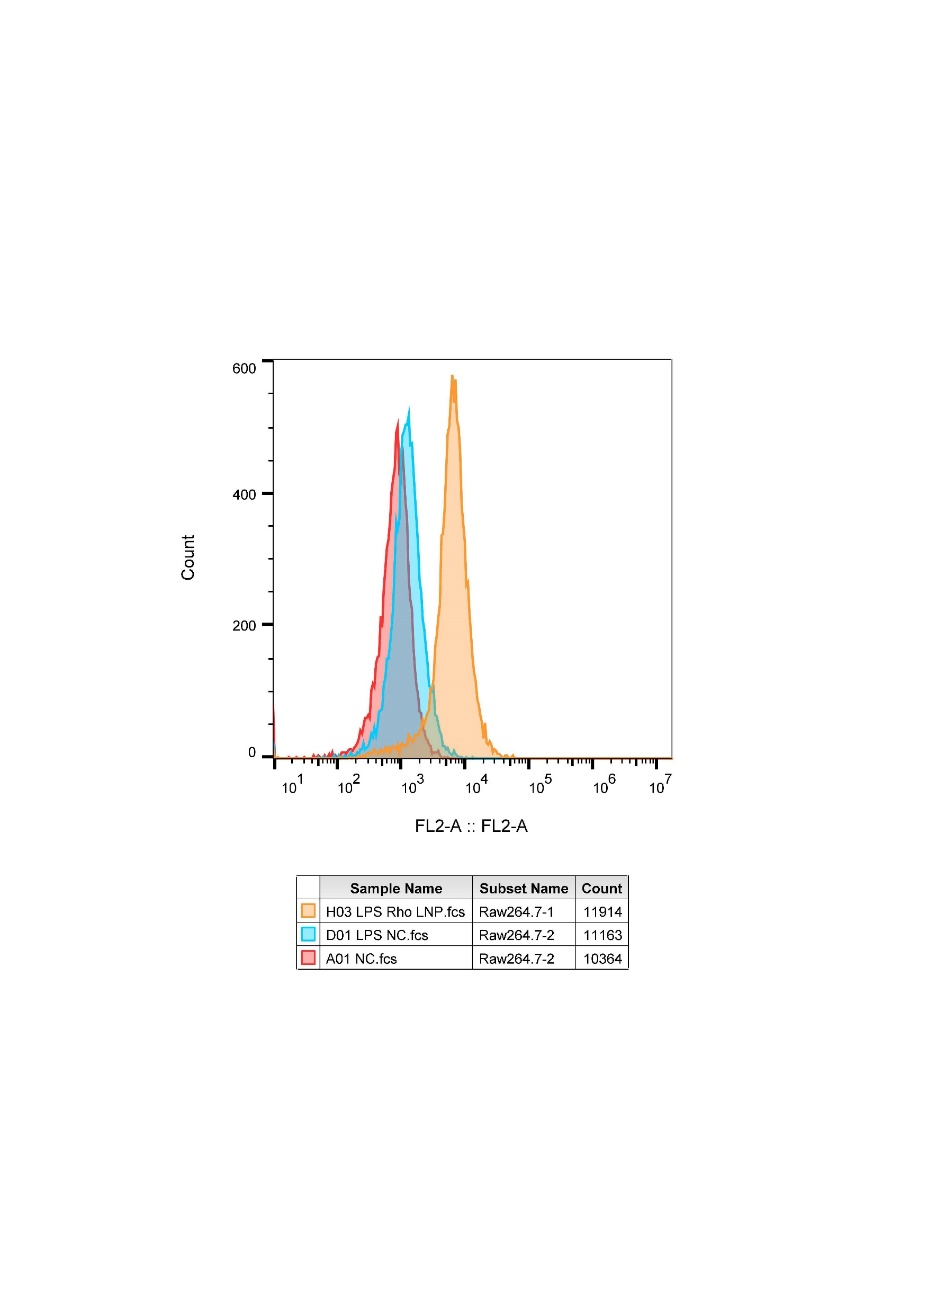 600
400
200
0
Count
10^1 10^2 10^3 10^4 10^5 10^6 10^7
FL2-A :: FL2-A
Sample Name Subset Name Count
H03 LPS Rho LNP.fcs Raw264.7-1 11914
D01 LPS NC.fcs Raw264.7-2 11163
A01 NC.fcs Raw264.7-2 10364